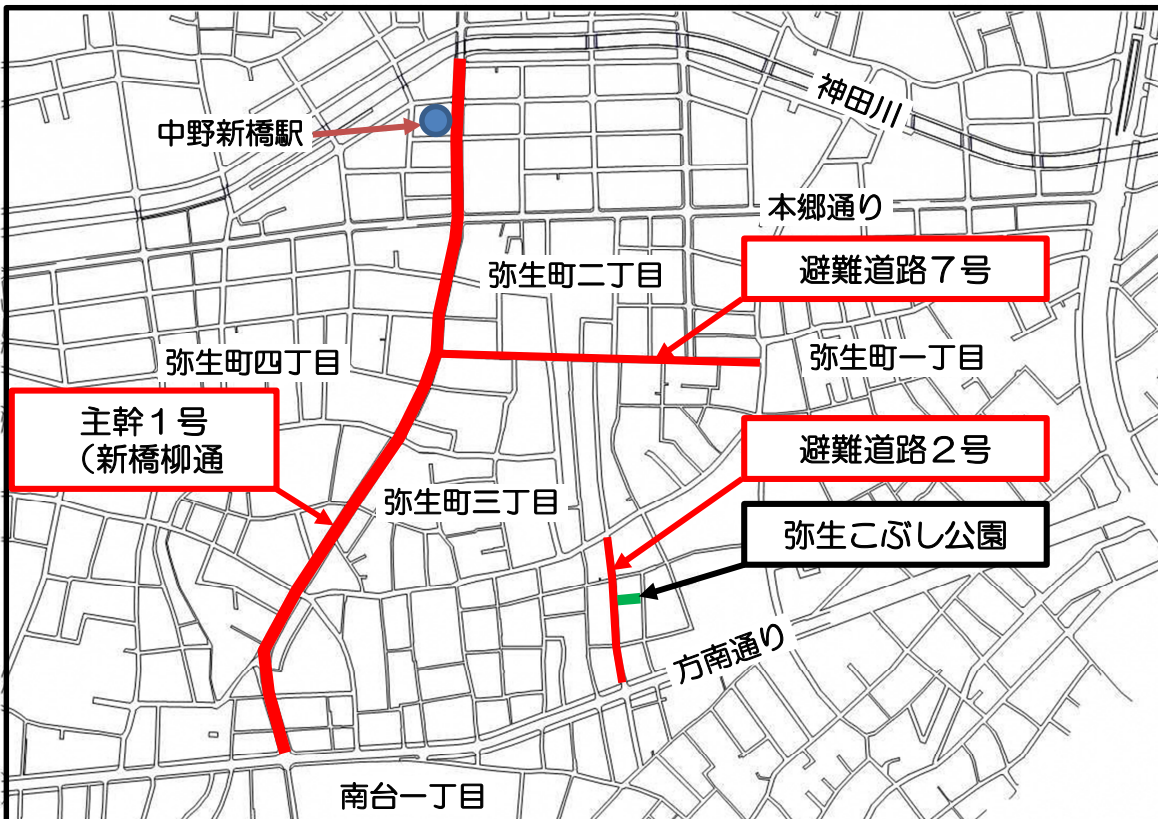 神田川
中野新橋駅
本郷通り
弥生町二丁目
避難道路７号
弥生町四丁目
弥生町一丁目
主幹１号
（新橋柳通
避難道路２号
弥生町三丁目
弥生こぶし公園
方南通り
南台一丁目